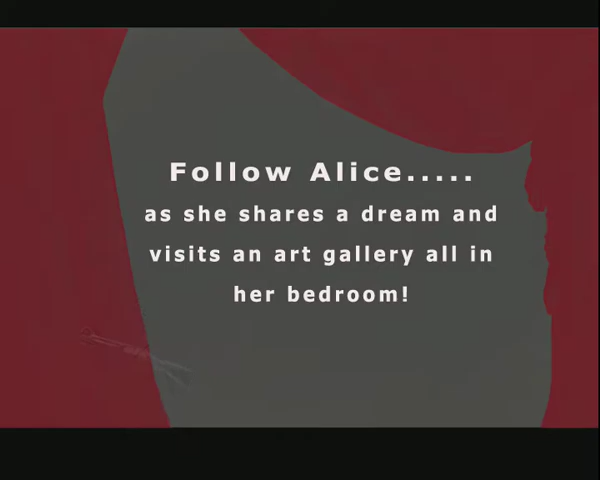 Follow Alice.....
as she shares a dream and
visits an art gallery all in
her bedroom!